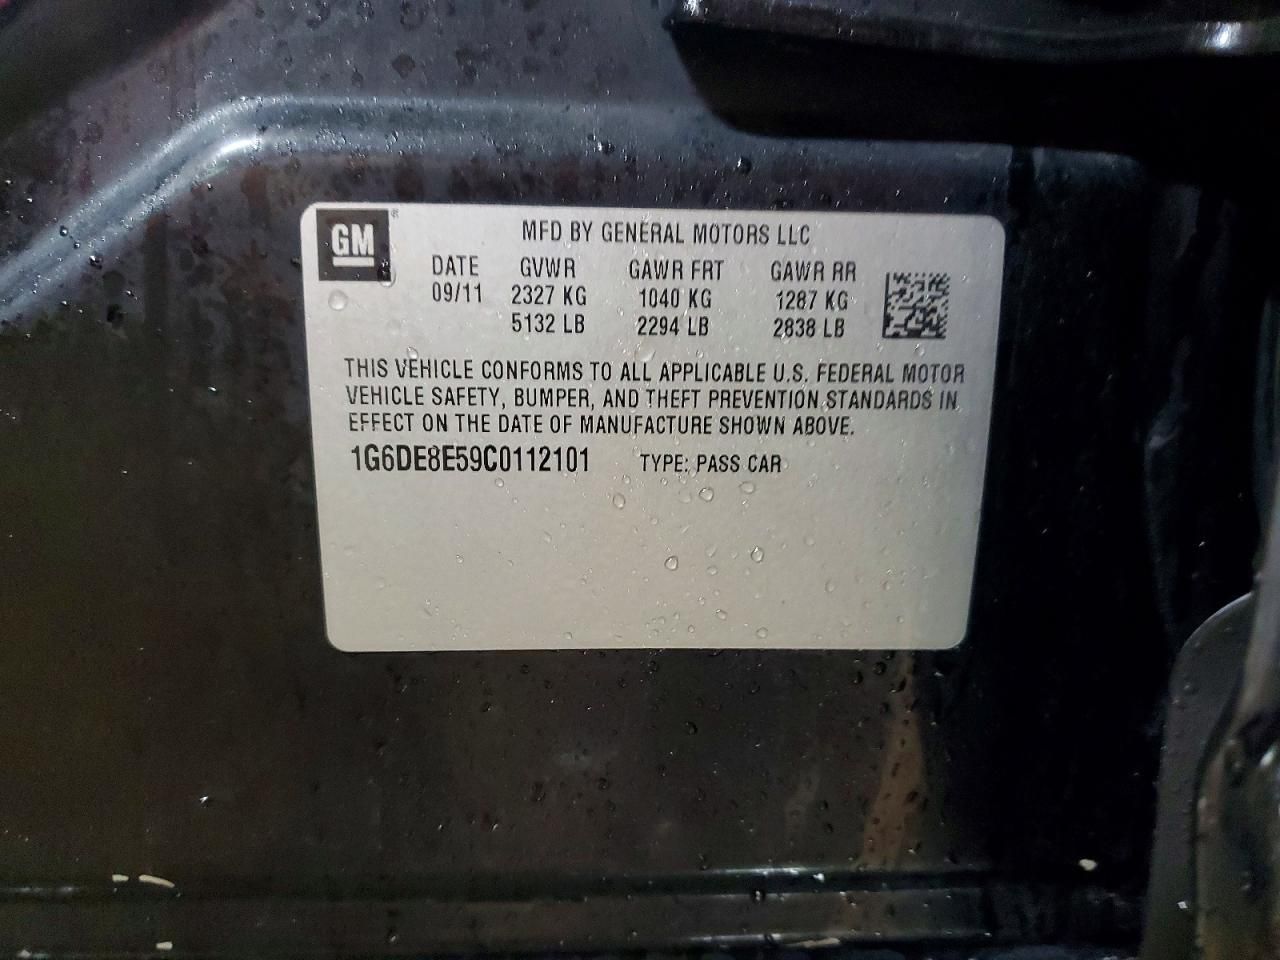 GM®
MFD BY GENERAL MOTORS LLC
DATE GVWR GAWR FRT GAWR RR
09/11 2327 KG 1040 KG 1287 KG
5132 LB 2294 LB 2838 LB
THIS VEHICLE CONFORMS TO ALL APPLICABLE U.S. FEDERAL MOTOR
VEHICLE SAFETY, BUMPER, AND THEFT PREVENTION STANDARDS IN
EFFECT ON THE DATE OF MANUFACTURE SHOWN ABOVE.
1G6DE8E59C0112101 TYPE: PASS CAR